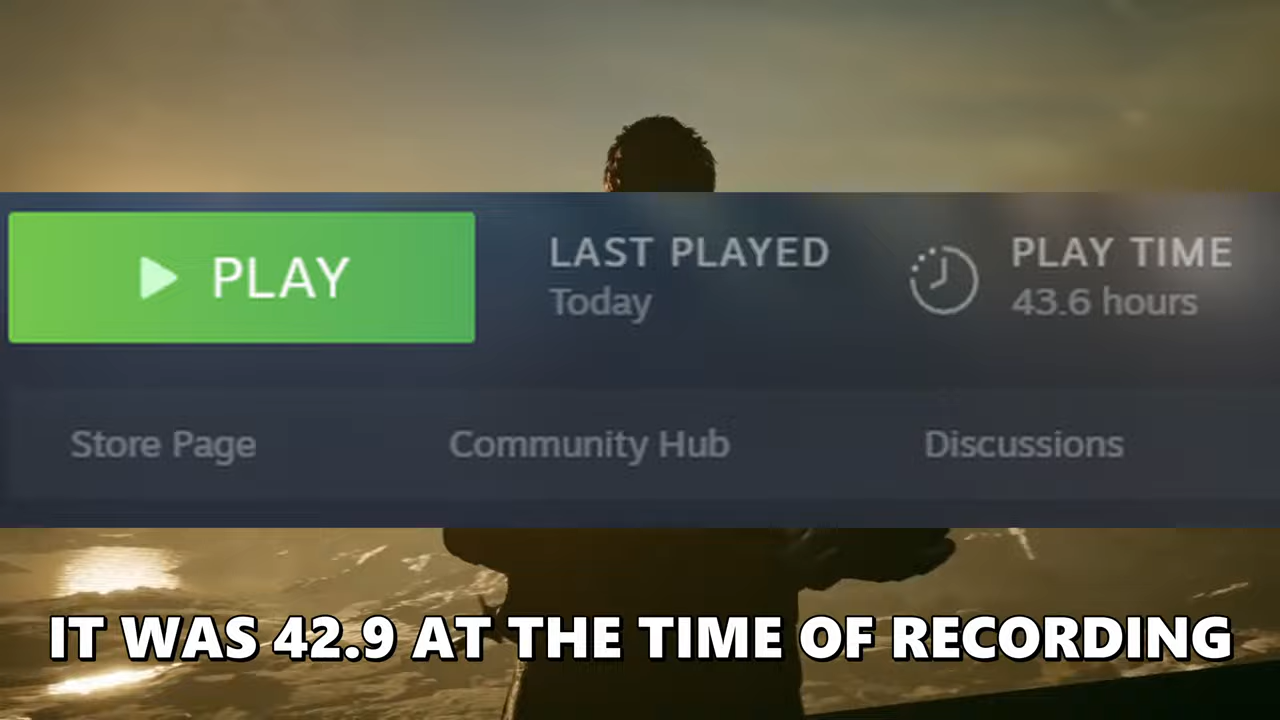 PLAY
LAST PLAYED
Today
PLAY TIME
43.6 hours
Store Page
Community Hub
Discussions
IT WAS 42.9 AT THE TIME OF RECORDING